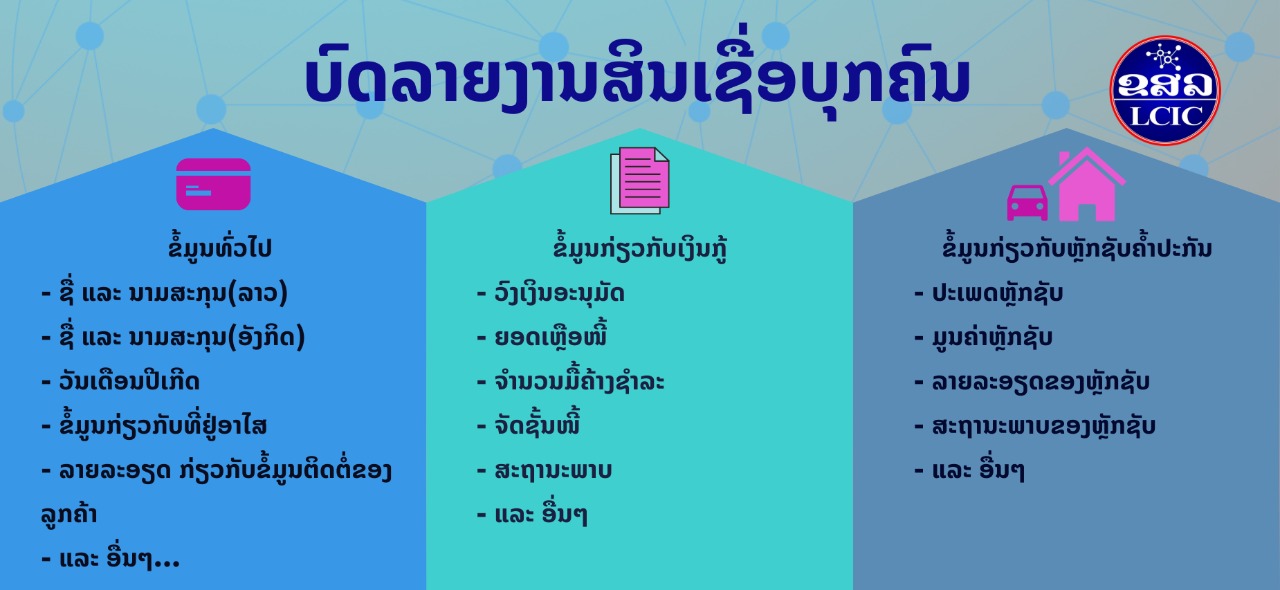 ບົດລາຍງານສິນເຊື່ອບຸກຄົນ
ຂສລ
LCIC
ຂໍ້ມູນທົ່ວໄປ
- ຊື່ ແລະ ນາມສະກຸນ(ລາວ)
- ຊື່ ແລະ ນາມສະກຸນ(ອັງກິດ)
- ວັນເດືອນປີເກີດ
- ຂໍ້ມູນກ່ຽວກັບທີ່ຢູ່ອາໄສ
- ລາຍລະອຽດ ກ່ຽວກັບຂໍ້ມູນຕິດຕໍ່ຂອງ
ລູກຄ້າ
- ແລະ ອື່ນໆ...
ຂໍ້ມູນກ່ຽວກັບເງິນກູ້
- ວົງເງິນອະນຸມັດ
- ຍອດເຫຼືອໜີ້
- ຈຳນວນມື້ຄ້າງຊຳລະ
- ຈັດຊັ້ນໜີ້
- ສະຖານະພາບ
- ແລະ ອື່ນໆ
ຂໍ້ມູນກ່ຽວກັບຫຼັກຊັບຄ້ຳປະກັນ
- ປະເພດຫຼັກຊັບ
- ມູນຄ່າຫຼັກຊັບ
- ລາຍລະອຽດຂອງຫຼັກຊັບ
- ສະຖານະພາບຂອງຫຼັກຊັບ
- ແລະ ອື່ນໆ